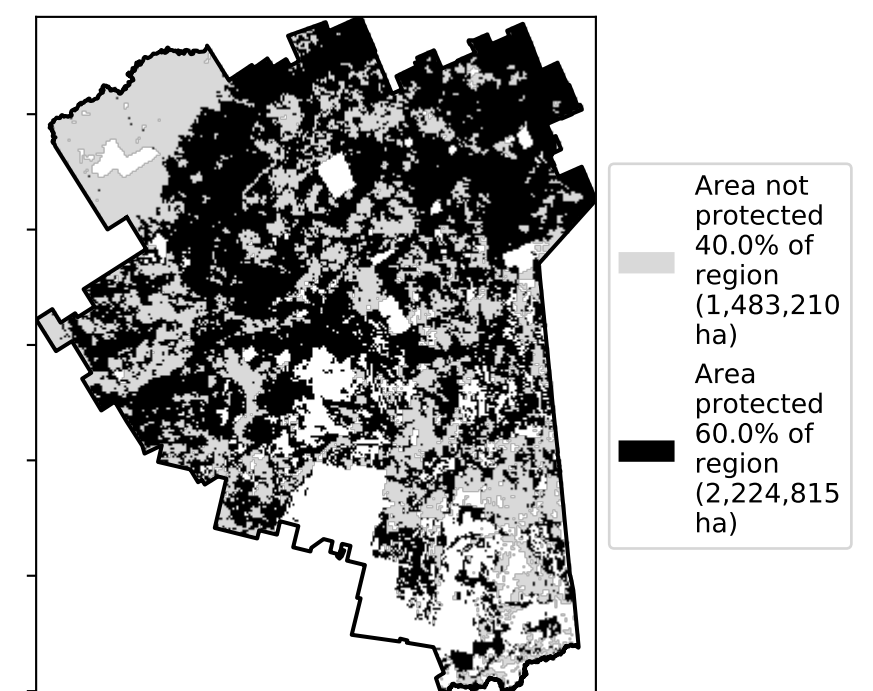 Area not
protected
40.0% of
region
(1,483,210
ha)
Area
protected
60.0% of
region
(2,224,815
ha)